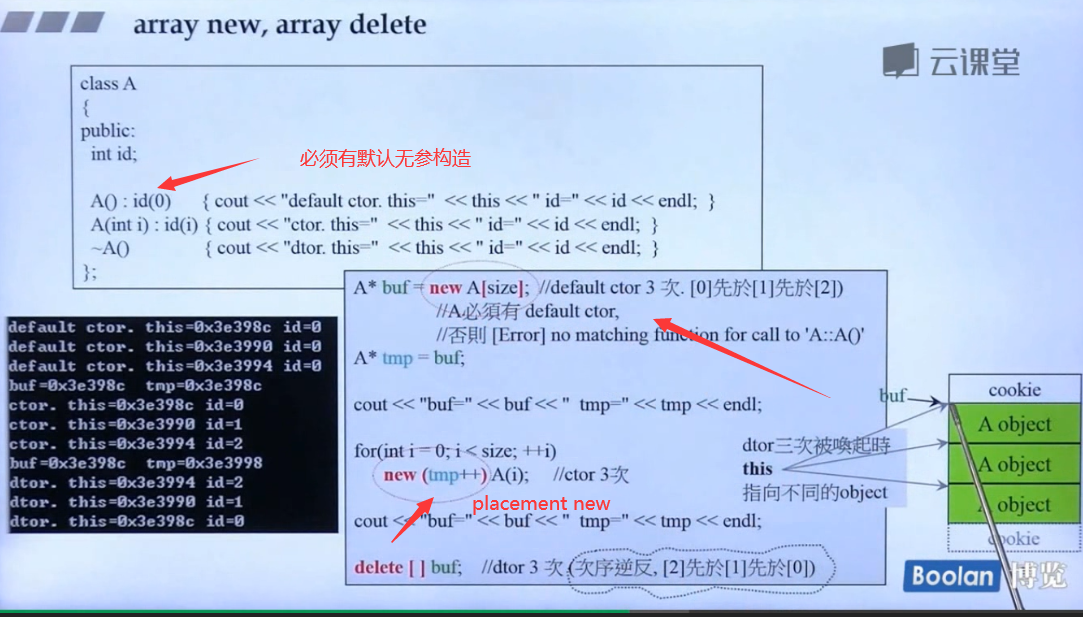 array new, array delete
云课堂
class A
{
public:
int id;
必须有默认无参构造
A() : id(0) { cout << "default ctor. this=" << this << " id=" << id << endl; }
A(int i) : id(i) { cout << "ctor. this=" << this << " id=" << id << endl; }
~A() { cout << "dtor. this=" << this << " id=" << id << endl; }
};
A* buf = new A[size]; //default ctor 3 次. [0]先於[1]先於[2])
//A必須有 default ctor,
//否則 [Error] no matching function for call to 'A::A()'
A* tmp = buf;
cout << "buf=" << buf << " tmp=" << tmp << endl;
for(int i = 0; i < size; ++i)
new (tmp++) A(i); //ctor 3次
placement new
cout << "buf=" << buf << " tmp=" << tmp << endl;
delete [ ] buf; //dtor 3 次 (次序逆反, [2]先於[1]先於[0])
default ctor. this=0x3e398c id=0
default ctor. this=0x3e3990 id=0
default ctor. this=0x3e3994 id=0
buf=0x3e398c tmp=0x3e398c
ctor. this=0x3e398c id=0
ctor. this=0x3e3990 id=1
ctor. this=0x3e3994 id=2
buf=0x3e398c tmp=0x3e3998
dtor. this=0x3e3994 id=2
dtor. this=0x3e3990 id=1
dtor. this=0x3e398c id=0
buf
cookie
A object
A object
A object
cookie
dtor三次被喚起時
this
指向不同的object
Boolan 博览